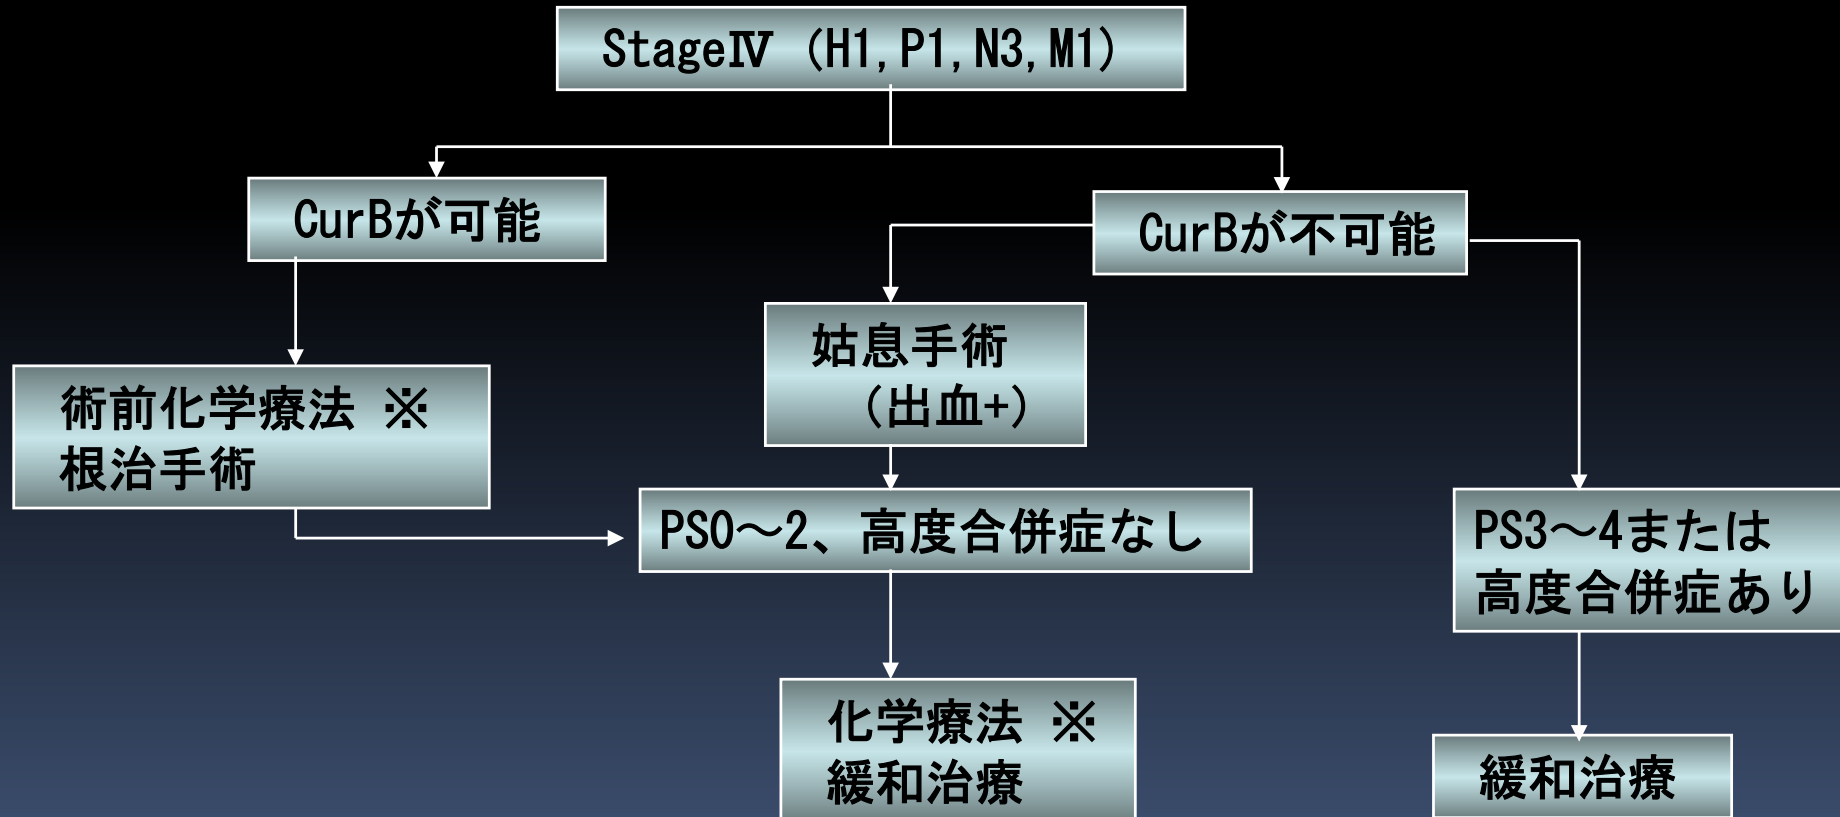 StageⅣ (H1,P1,N3,M1)
CurBが可能
CurBが不可能
姑息手術
(出血+)
術前化学療法 ※
根治手術
PS0～2、高度合併症なし
PS3～4または
高度合併症あり
化学療法 ※
緩和治療
緩和治療